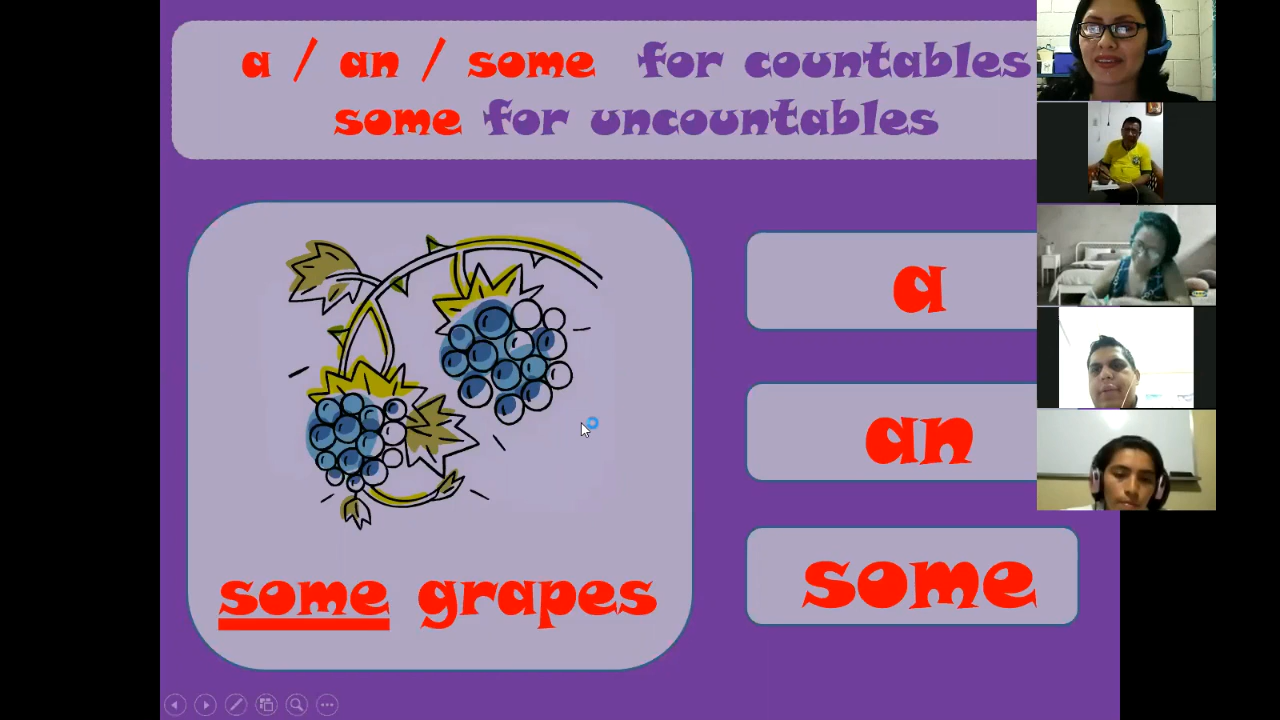 a / an / some for countables
some for uncountables
a
an
some grapes
some